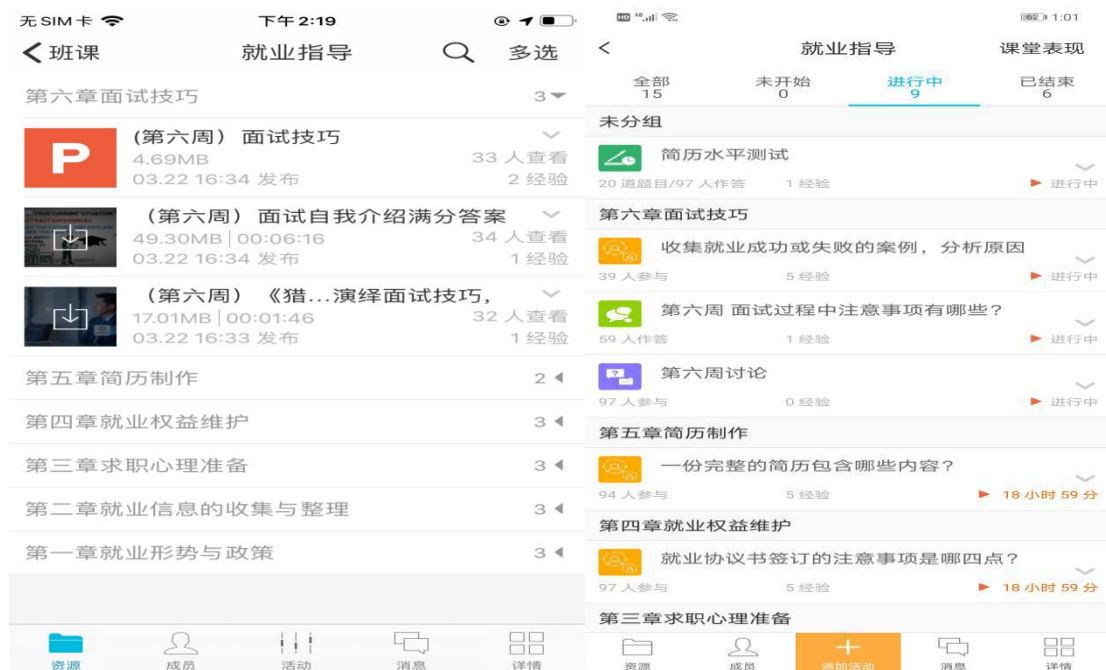 无SIM卡
下午2:19
班课
就业指导
多选
第六章面试技巧
3
(第六周) 面试技巧
4.69MB
33 人查看
03.22 16:34 发布
2 经验
(第六周) 面试自我介绍满分答案
49.30MB | 00:06:16
34 人查看
03.22 16:34 发布
1 经验
(第六周) 《猎...演绎面试技巧,
17.01MB | 00:01:46
32 人查看
03.22 16:33 发布
1 经验
第五章简历制作
2
第四章就业权益维护
3
第三章求职心理准备
3
第二章就业信息的收集与整理
3
第一章就业形势与政策
3
资源
成员
活动
消息
详情
HD 4G
62
1:01
就业指导
课堂表现
全部
15
未开始
0
进行中
9
已结束
6
未分组
简历水平测试
20 道题目/97 人作答
1 经验
进行中
第六章面试技巧
收集就业成功或失败的案例,分析原因
39 人参与
5 经验
进行中
第六周 面试过程中注意事项有哪些?
59 人作答
1 经验
进行中
第六周讨论
97 人参与
0 经验
进行中
第五章简历制作
一份完整的简历包含哪些内容?
94 人参与
5 经验
18 小时 59 分
第四章就业权益维护
就业协议书签订的注意事项是哪四点?
97 人参与
5 经验
18 小时 59 分
第三章求职心理准备
资源
成员
添加活动
消息
详情